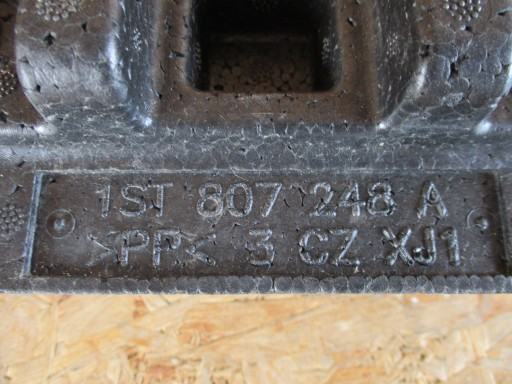 1ST 807 248 A
>PP< 3 CZ XJ1